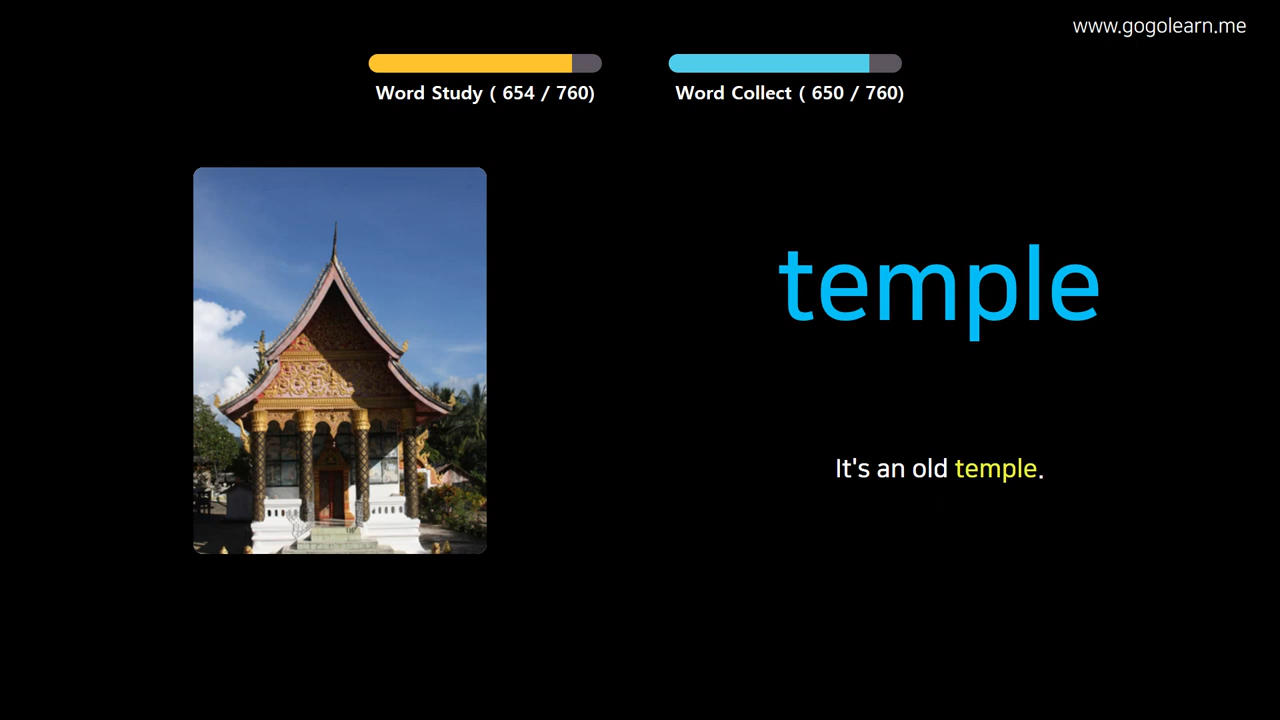 www.gogolearn.me
Word Study ( 654 / 760)
Word Collect ( 650 / 760)
temple
It's an old temple.